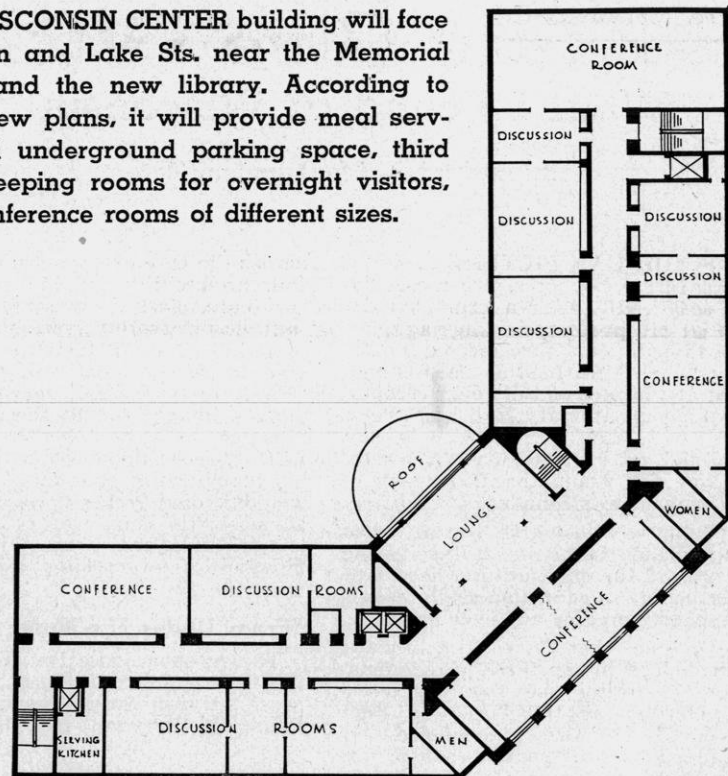 SCONSIN CENTER building will face
n and Lake Sts. near the Memorial
and the new library. According to
ew plans, it will provide meal serv-
underground parking space, third
eeping rooms for overnight visitors,
nference rooms of different sizes.
CONFERENCE
ROOM
DISCUSSION
DISCUSSION
DISCUSSION
DISCUSSION
DISCUSSION
CONFERENCE
ROOF
LOUNGE
WOMEN
CONFERENCE
CONFERENCE
DISCUSSION ROOMS
SERVING
KITCHEN
DISCUSSION ROOMS
MEN